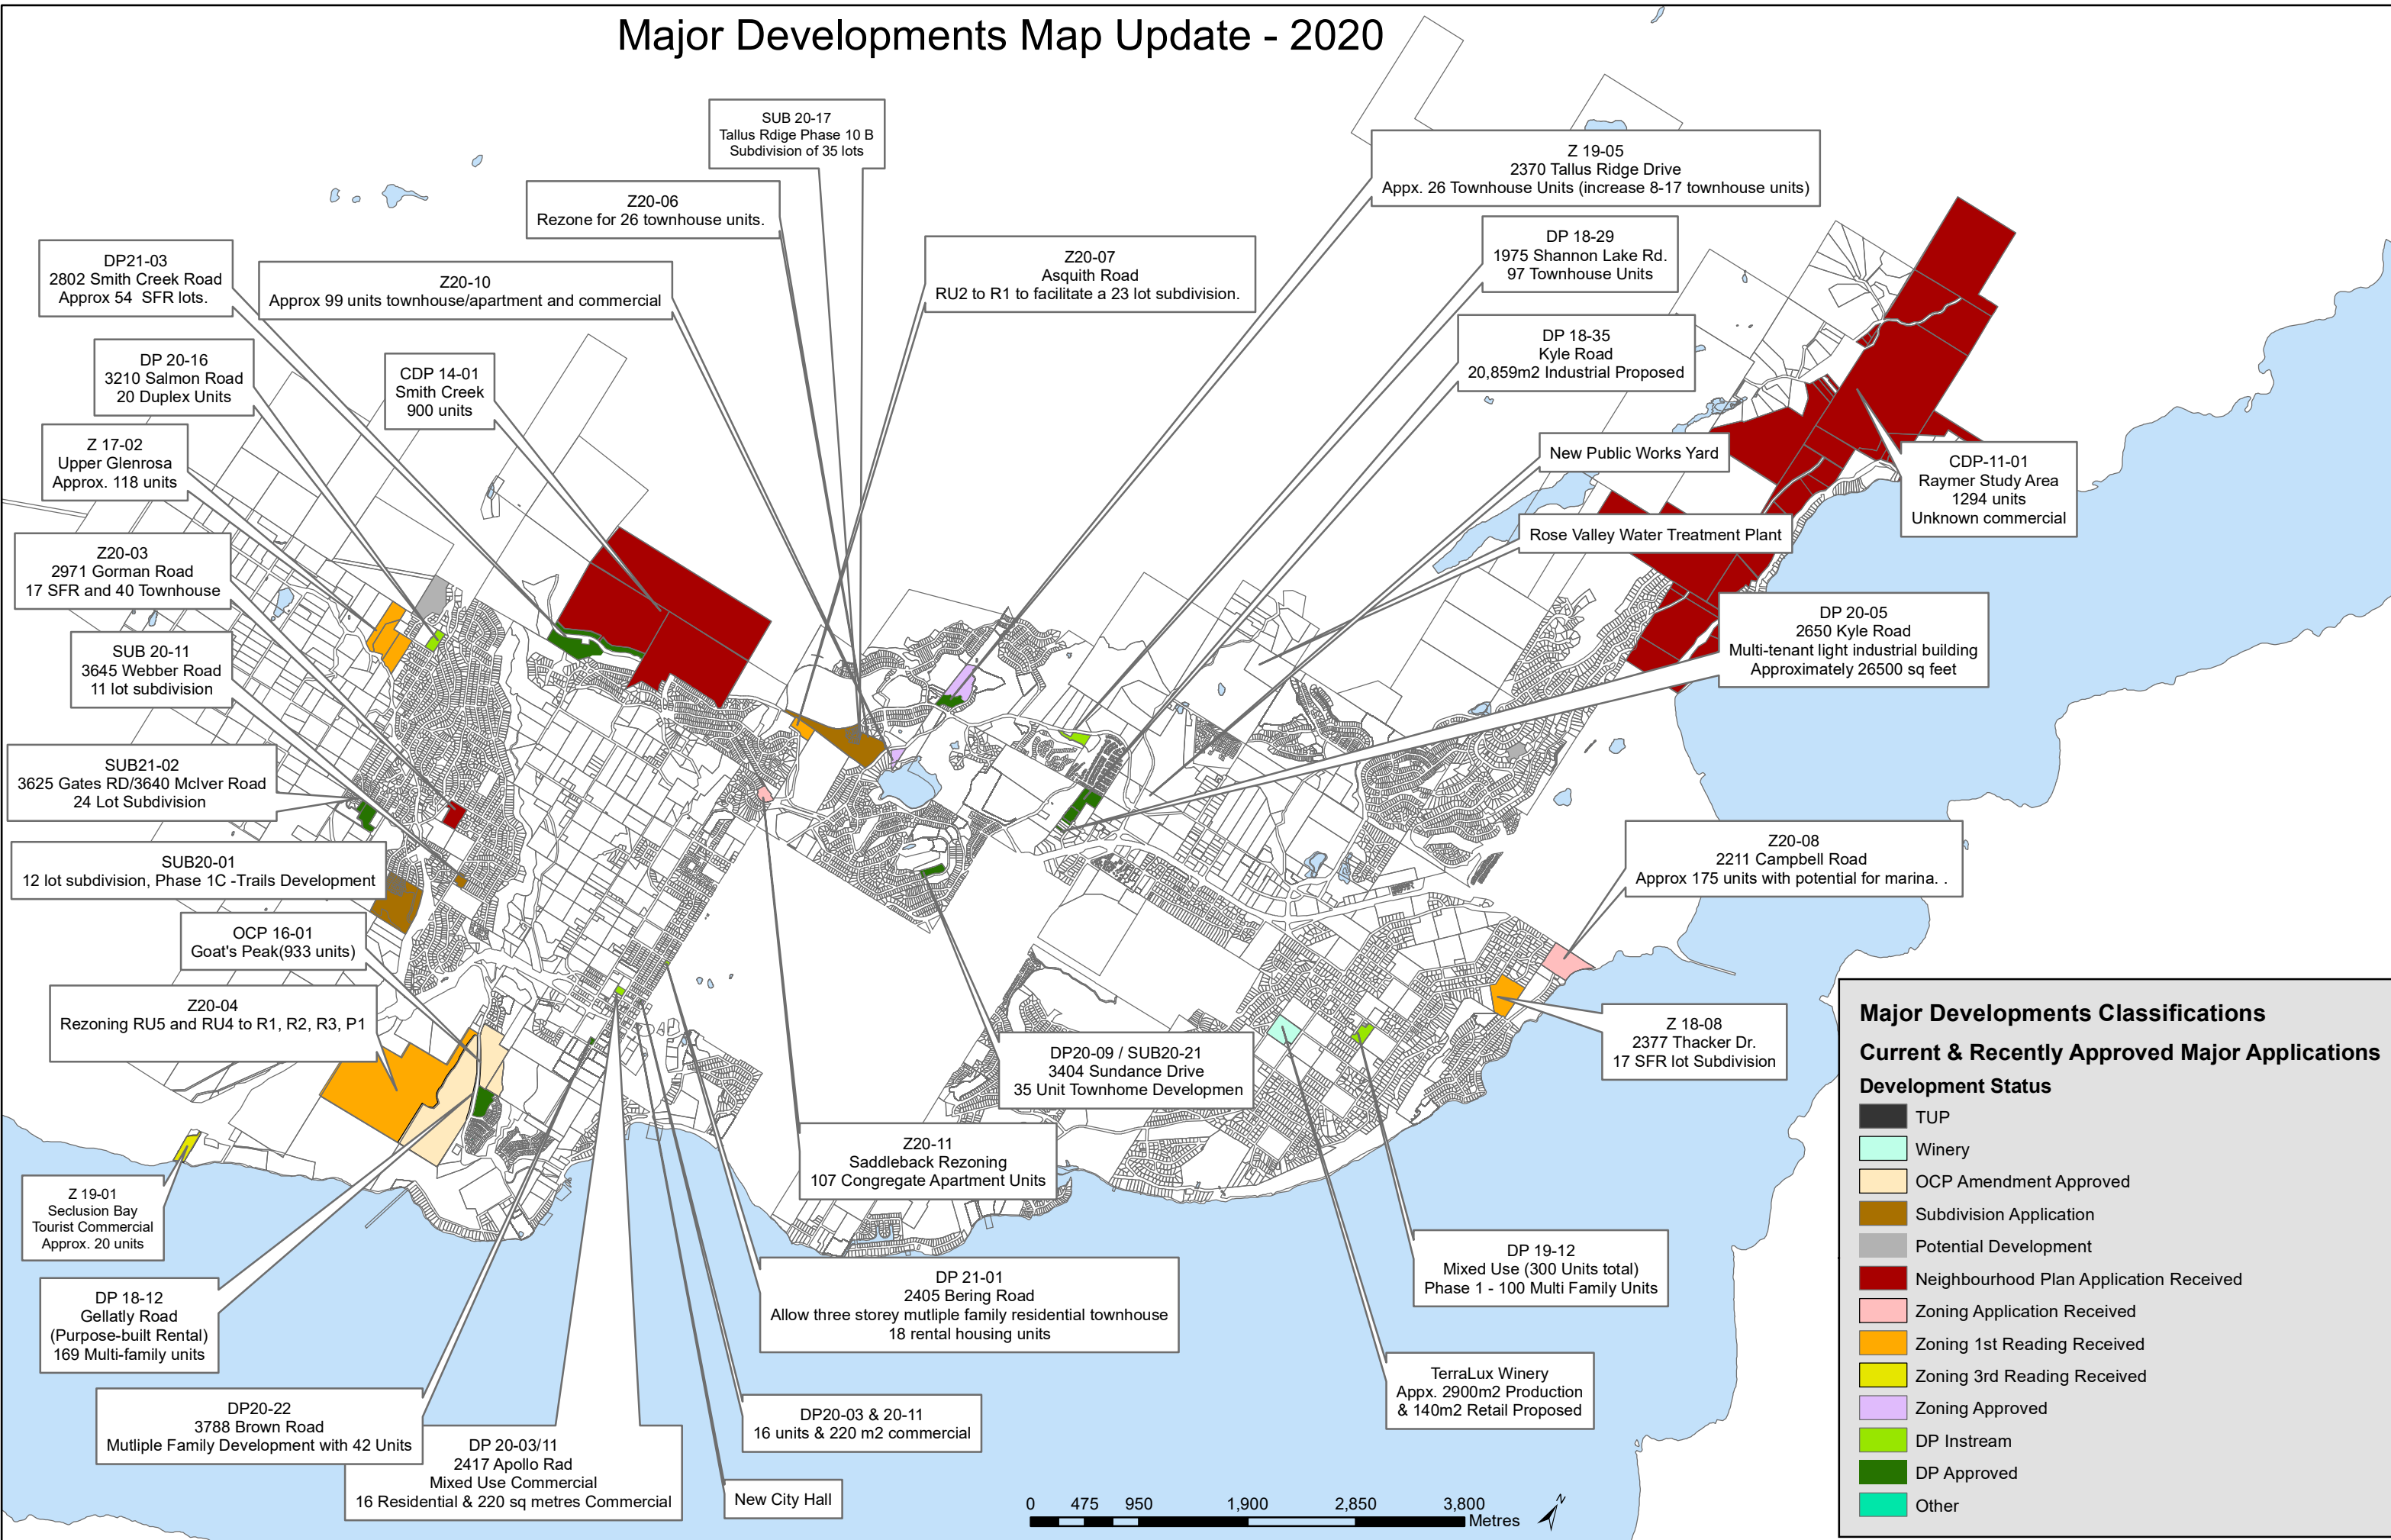 Major Developments Map Update - 2020
SUB 20-17
Tallus Rdige Phase 10 B
Subdivision of 35 lots
Z 19-05
2370 Tallus Ridge Drive
Appx. 26 Townhouse Units (increase 8-17 townhouse units)
Z20-06
Rezone for 26 townhouse units.
DP 18-29
1975 Shannon Lake Rd.
97 Townhouse Units
DP21-03
2802 Smith Creek Road
Approx 54 SFR lots.
Z20-10
Approx 99 units townhouse/apartment and commercial
Z20-07
Asquith Road
RU2 to R1 to facilitate a 23 lot subdivision.
DP 18-35
Kyle Road
20,859m2 Industrial Proposed
DP 20-16
3210 Salmon Road
20 Duplex Units
CDP 14-01
Smith Creek
900 units
Z 17-02
Upper Glenrosa
Approx. 118 units
New Public Works Yard
CDP-11-01
Raymer Study Area
1294 units
Unknown commercial
Rose Valley Water Treatment Plant
Z20-03
2971 Gorman Road
17 SFR and 40 Townhouse
DP 20-05
2650 Kyle Road
Multi-tenant light industrial building
Approximately 26500 sq feet
SUB 20-11
3645 Webber Road
11 lot subdivision
SUB21-02
3625 Gates RD/3640 McIver Road
24 Lot Subdivision
Z20-08
2211 Campbell Road
Approx 175 units with potential for marina. .
SUB20-01
12 lot subdivision, Phase 1C -Trails Development
OCP 16-01
Goat's Peak(933 units)
Z20-04
Rezoning RU5 and RU4 to R1, R2, R3, P1
Z 18-08
2377 Thacker Dr.
17 SFR lot Subdivision
DP20-09 / SUB20-21
3404 Sundance Drive
35 Unit Townhome Developmen
Z20-11
Saddleback Rezoning
107 Congregate Apartment Units
Z 19-01
Seclusion Bay
Tourist Commercial
Approx. 20 units
DP 19-12
Mixed Use (300 Units total)
Phase 1 - 100 Multi Family Units
DP 18-12
Gellatly Road
(Purpose-built Rental)
169 Multi-family units
DP 21-01
2405 Bering Road
Allow three storey mutliple family residential townhouse
18 rental housing units
TerraLux Winery
Appx. 2900m2 Production
& 140m2 Retail Proposed
DP20-22
3788 Brown Road
Mutliple Family Development with 42 Units
DP20-03 & 20-11
16 units & 220 m2 commercial
DP 20-03/11
2417 Apollo Rad
Mixed Use Commercial
16 Residential & 220 sq metres Commercial
New City Hall
0 475 950 1,900 2,850 3,800
Metres
N
Major Developments Classifications
Current & Recently Approved Major Applications
Development Status
TUP
Winery
OCP Amendment Approved
Subdivision Application
Potential Development
Neighbourhood Plan Application Received
Zoning Application Received
Zoning 1st Reading Received
Zoning 3rd Reading Received
Zoning Approved
DP Instream
DP Approved
Other